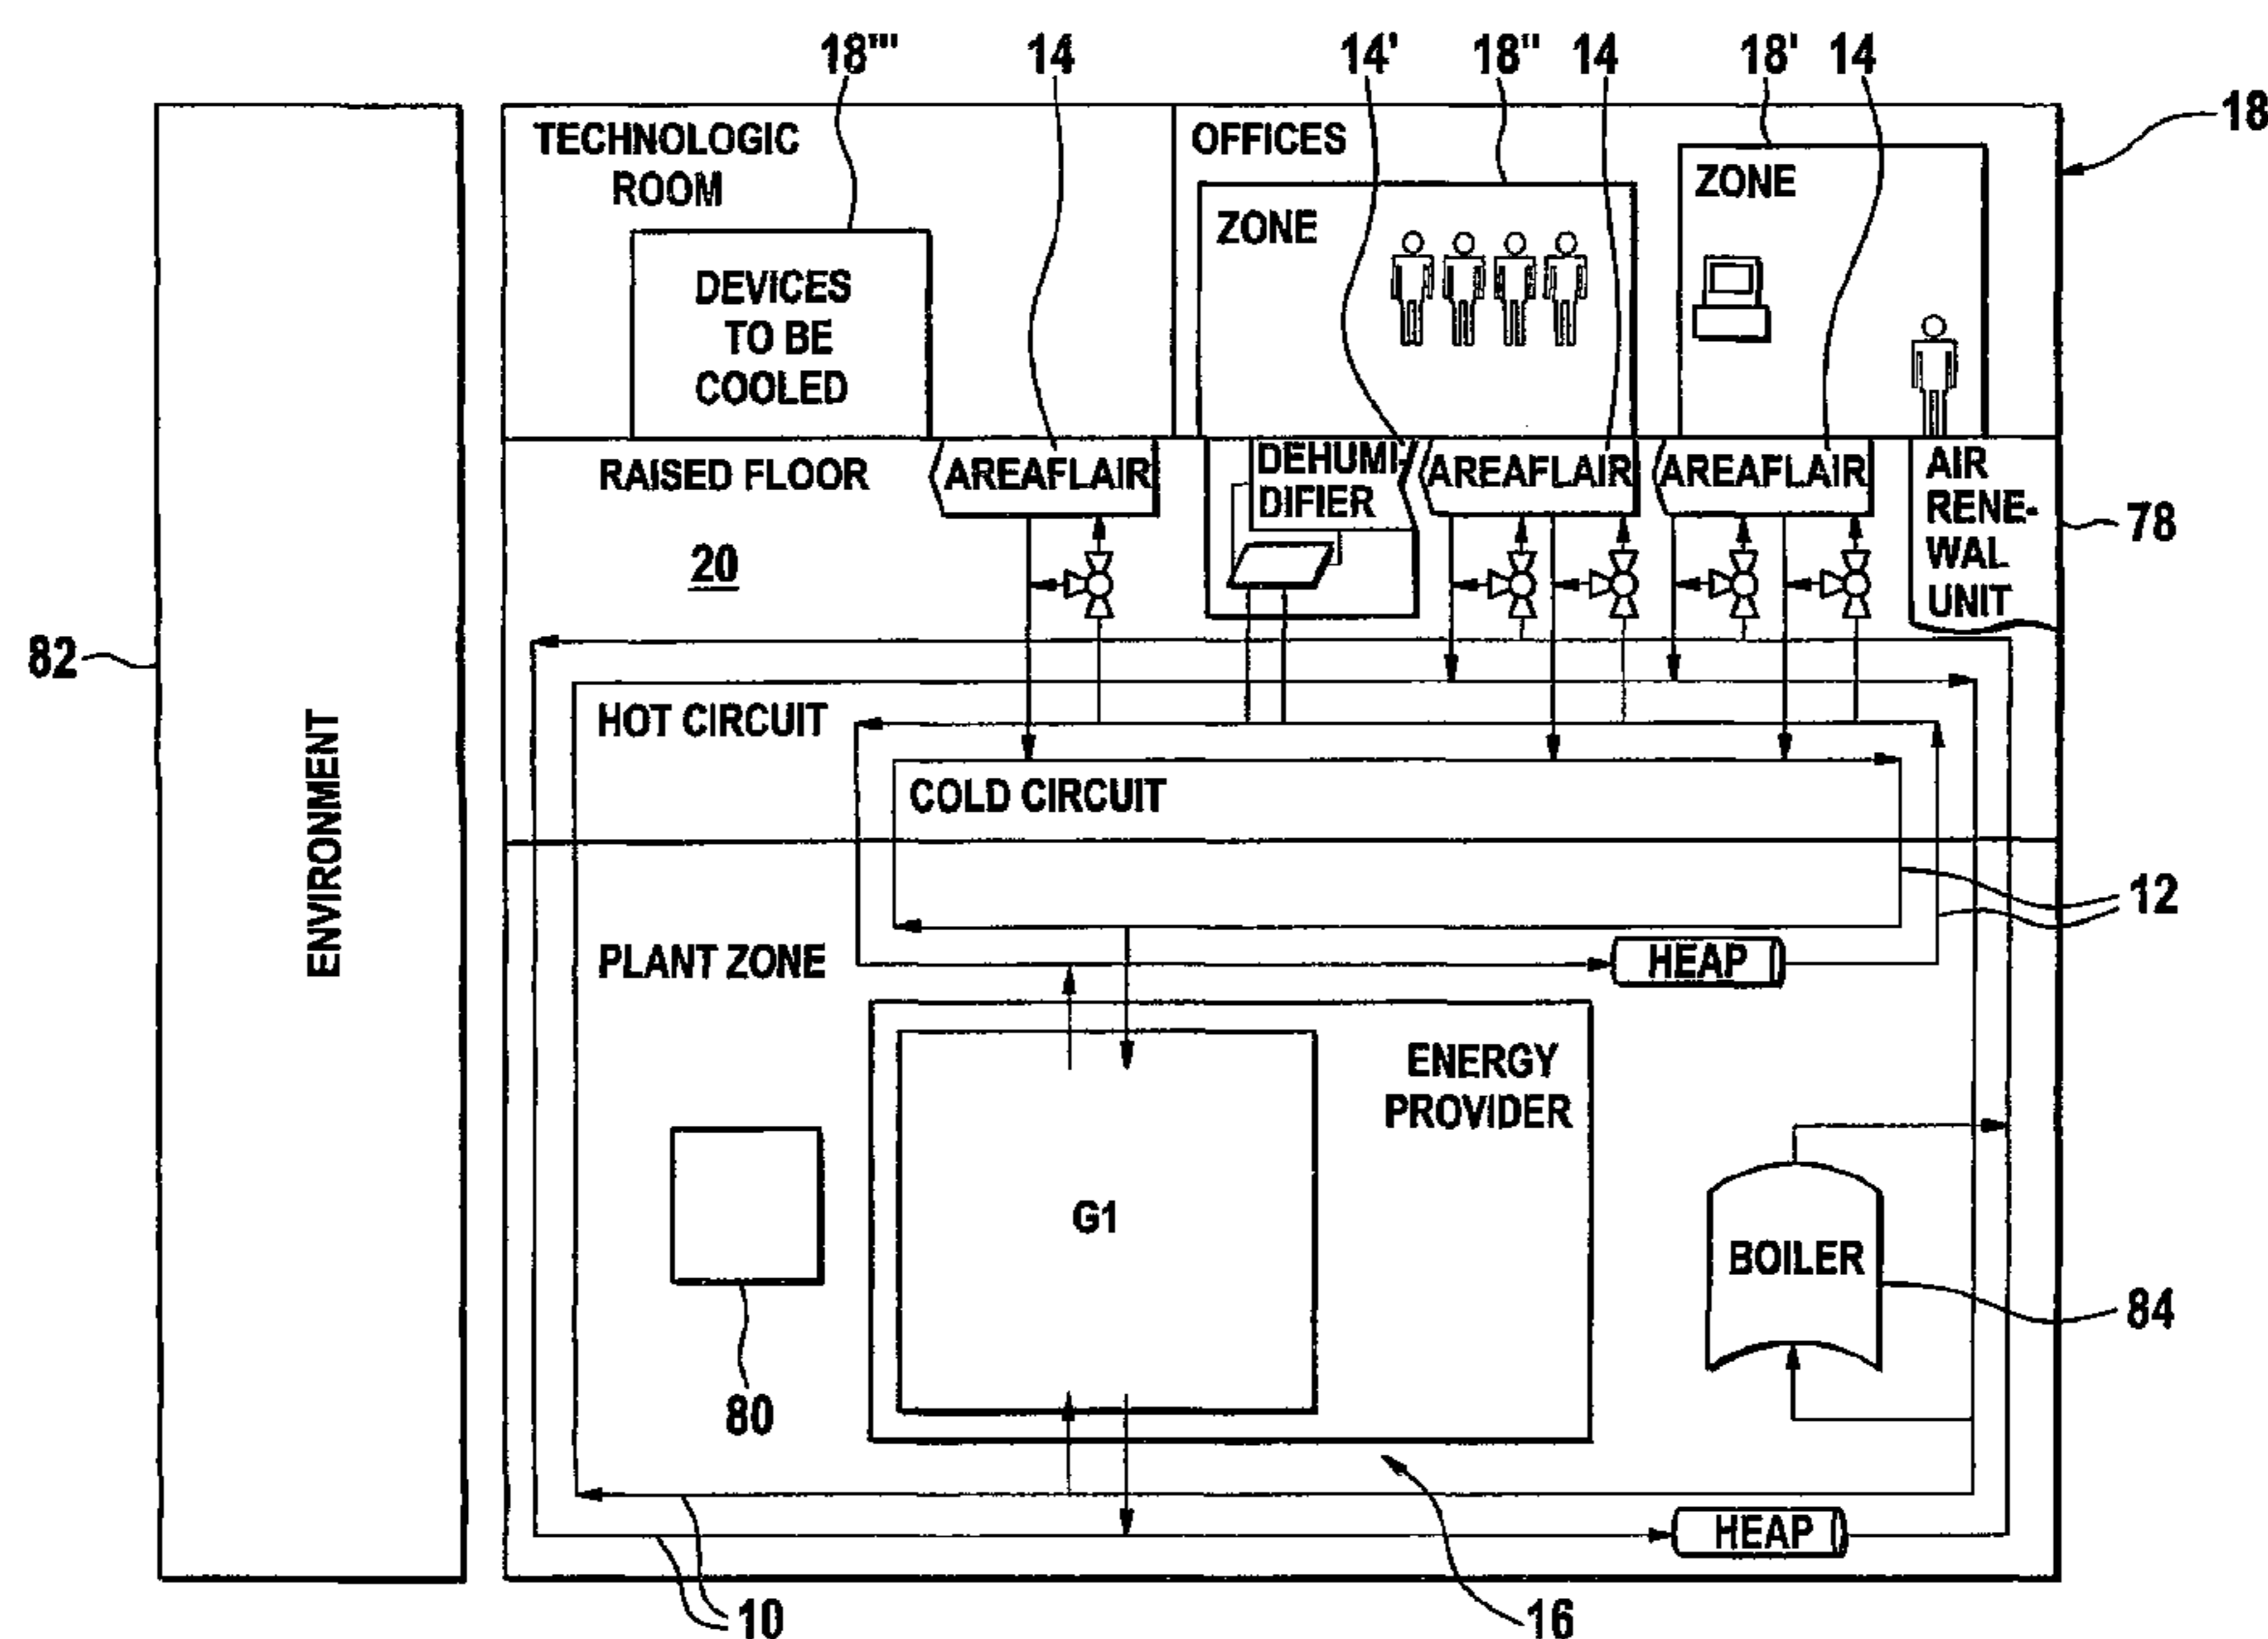 18'''
14
14'
18''
14
18'
14
18
TECHNOLOGIC
ROOM
OFFICES
ZONE
ZONE
DEVICES
TO BE
COOLED
RAISED FLOOR
AREAFLAIR
DEHUMI-
DIFIER
AREAFLAIR
AREAFLAIR
AIR
RENE-
WAL
UNIT
78
20
82
HOT CIRCUIT
COLD CIRCUIT
ENVIRONMENT
12
PLANT ZONE
HEAP
ENERGY
PROVIDER
G1
BOILER
84
80
HEAP
10
16